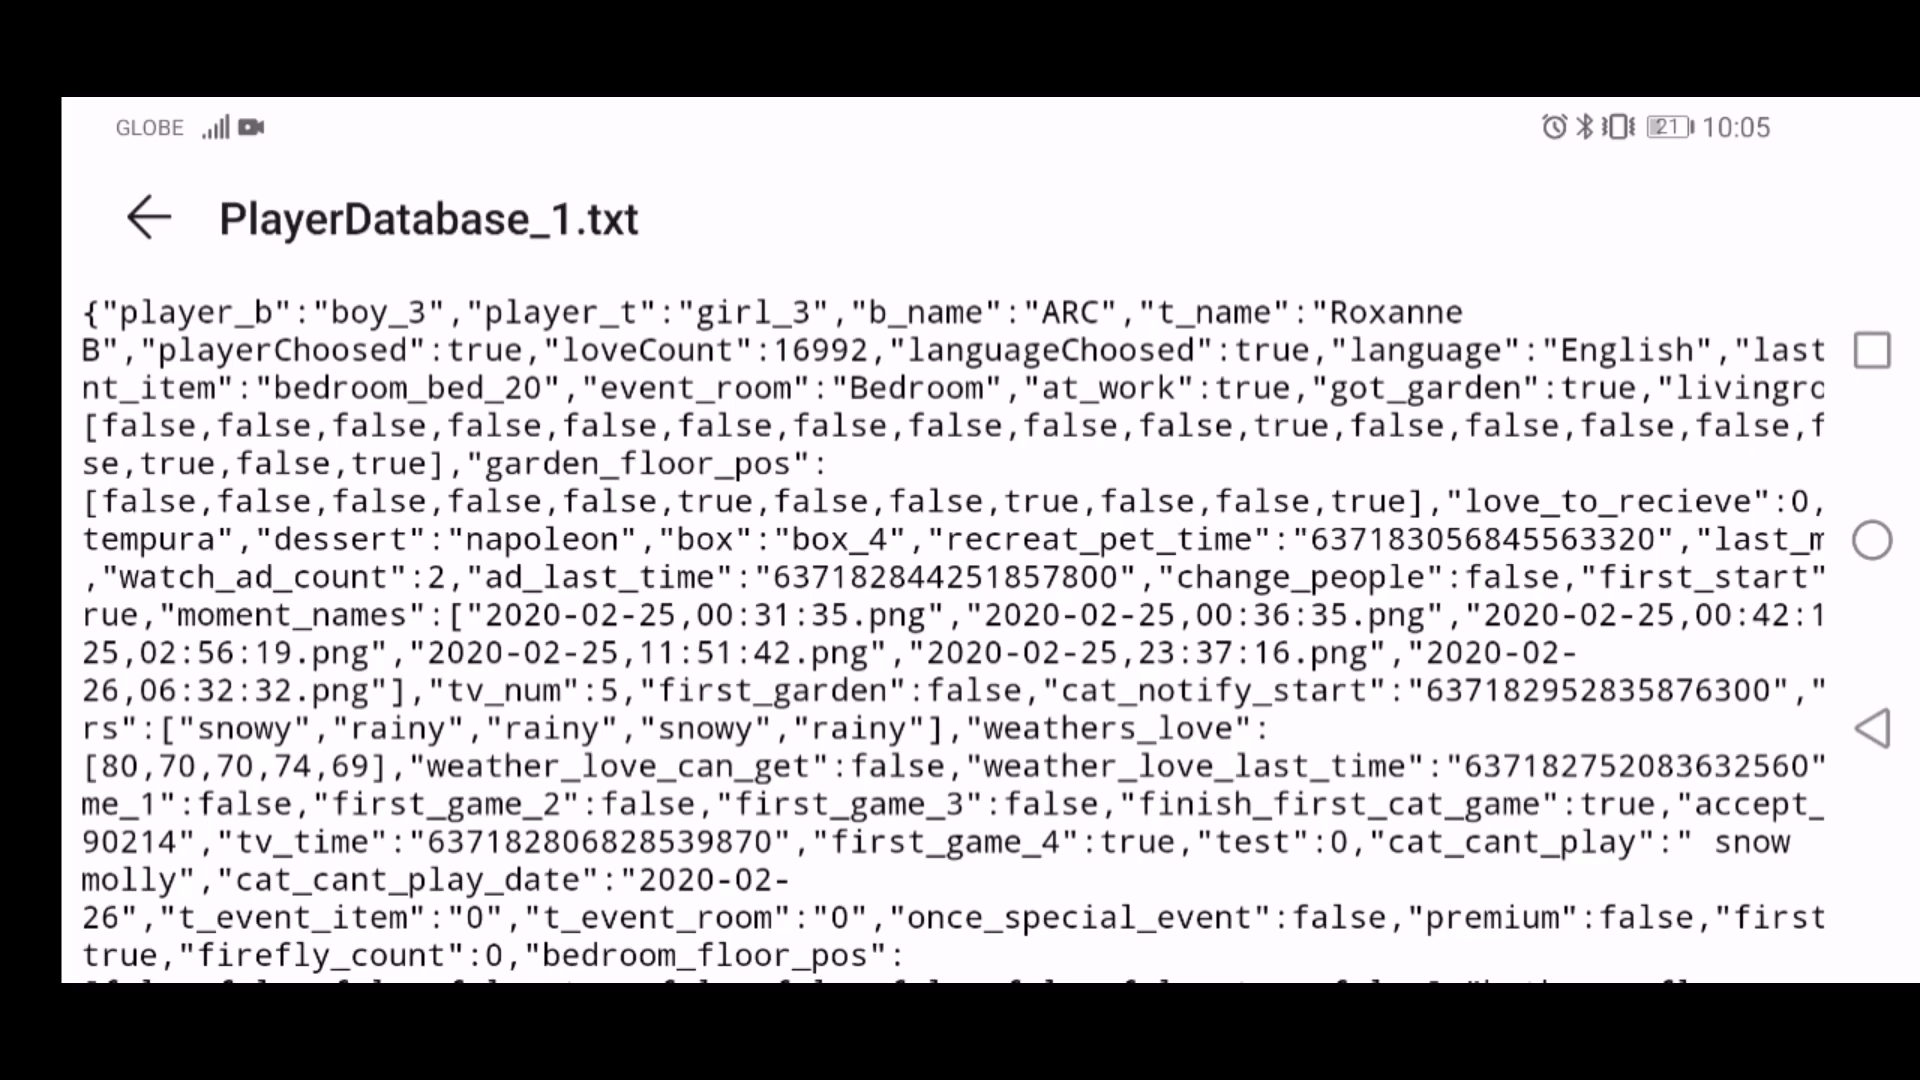 GLOBE 21 10:05
PlayerDatabase_1.txt
{"player_b":"boy_3","player_t":"girl_3","b_name":"ARC","t_name":"Roxanne
B","playerChoosed":true,"loveCount":16992,"languageChoosed":true,"language":"English","last
nt_item":"bedroom_bed_20","event_room":"Bedroom","at_work":true,"got_garden":true,"livingro
[false,false,false,false,false,false,false,false,false,false,true,false,false,false,false,f
se,true,false,true],"garden_floor_pos":
[false,false,false,false,false,true,false,false,true,false,false,true],"love_to_recieve":0,
tempura","dessert":"napoleon","box":"box_4","recreat_pet_time":"637183056845563320","last_m
,"watch_ad_count":2,"ad_last_time":"637182844251857800","change_people":false,"first_start"
rue,"moment_names":["2020-02-25,00:31:35.png","2020-02-25,00:36:35.png","2020-02-25,00:42:1
25,02:56:19.png","2020-02-25,11:51:42.png","2020-02-25,23:37:16.png","2020-02-
26,06:32:32.png"],"tv_num":5,"first_garden":false,"cat_notify_start":"637182952835876300","
rs":["snowy","rainy","rainy","snowy","rainy"],"weathers_love":
[80,70,70,74,69],"weather_love_can_get":false,"weather_love_last_time":"637182752083632560"
me_1":false,"first_game_2":false,"first_game_3":false,"finish_first_cat_game":true,"accept_
90214","tv_time":"637182806828539870","first_game_4":true,"test":0,"cat_cant_play":" snow
molly","cat_cant_play_date":"2020-02-
26","t_event_item":"0","t_event_room":"0","once_special_event":false,"premium":false,"first
true,"firefly_count":0,"bedroom_floor_pos":